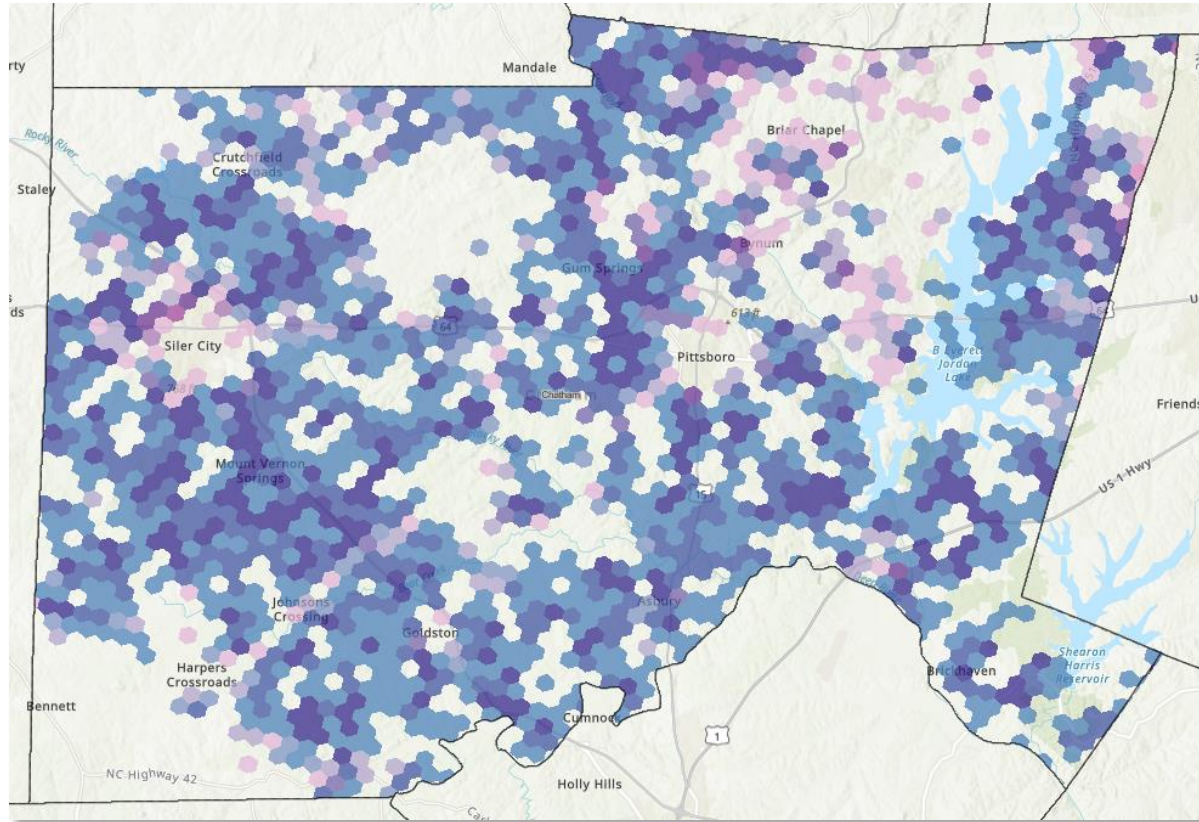 rty
Mandale
Rocky River
Crutchfield
Crossroads
Briar Chapel
Staley
Bynum
Gum Springs
ds
64
613 ft
64
U
Siler City
Pittsboro
B Everett
Jordan
Lake
Chatham
Friends
Mount Vernon
Springs
US 1 Hwy
15
Johnsons
Crossing
Asbury
Goldston
Harpers
Crossroads
Brickhaven
Shearon
Harris
Reservoir
Bennett
Cumnoc
1
NC Highway 42
Holly Hills